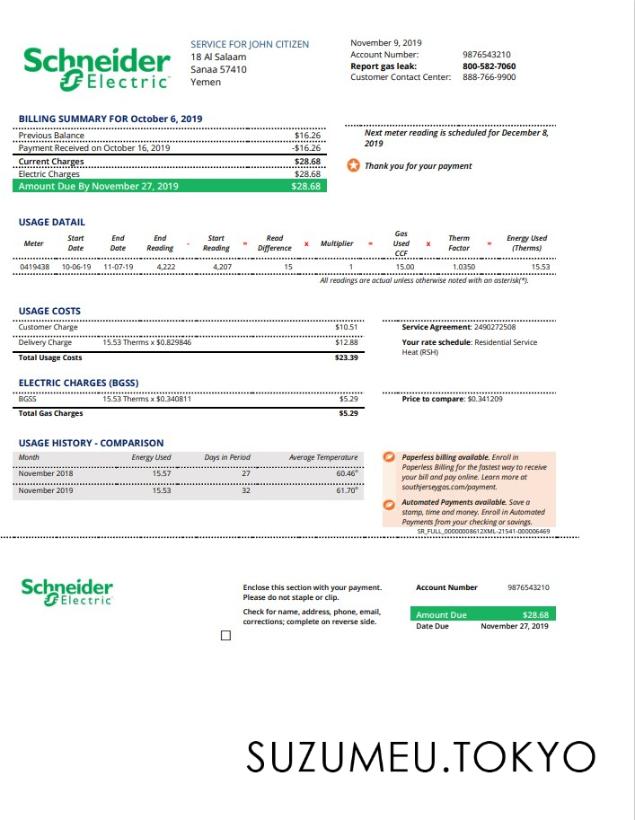 Schneider
Electric
SERVICE FOR JOHN CITIZEN
18 Al Salaam
Sanaa 57410
Yemen
November 9, 2019
Account Number: 9876543210
Report gas leak: 800-582-7060
Customer Contact Center: 888-766-9900
BILLING SUMMARY FOR October 6, 2019
Previous Balance $16.26
Payment Received on October 16, 2019 -$16.26
Current Charges $28.68
Electric Charges $28.68
Amount Due By November 27, 2019 $28.68
Next meter reading is scheduled for December 8,
2019
Thank you for your payment
USAGE DATAIL
Meter Start Date End Date End Reading - Start Reading = Read Difference x Multiplier = Gas Used CCF x Therm Factor = Energy Used (Therms)
0419438 10-06-19 11-07-19 4,222 4,207 15 1 15.00 1.0350 15.53
All readings are actual unless otherwise noted with an asterisk(*).
USAGE COSTS
Customer Charge $10.51
Delivery Charge 15.53 Therms x $0.829846 $12.88
Total Usage Costs $23.39
Service Agreement: 2490272508
Your rate schedule: Residential Service
Heat (RSH)
ELECTRIC CHARGES (BGSS)
BGSS 15.53 Therms x $0.340811 $5.29
Total Gas Charges $5.29
Price to compare: $0.341209
USAGE HISTORY - COMPARISON
Month Energy Used Days in Period Average Temperature
November 2018 15.57 27 60.46°
November 2019 15.53 32 61.70°
Paperless billing available. Enroll in
Paperless Billing for the fastest way to receive
your bill and pay online. Learn more at
southjerseygas.com/payment.
Automated Payments available. Save a
stamp, time and money. Enroll in Automated
Payments from your checking or savings.
SR_FULL_00000008612XML-21541-000006469
Schneider
Electric
Enclose this section with your payment.
Please do not staple or clip.
Check for name, address, phone, email,
corrections; complete on reverse side.
Account Number 9876543210
Amount Due $28.68
Date Due November 27, 2019
SUZUMEU.TOKYO